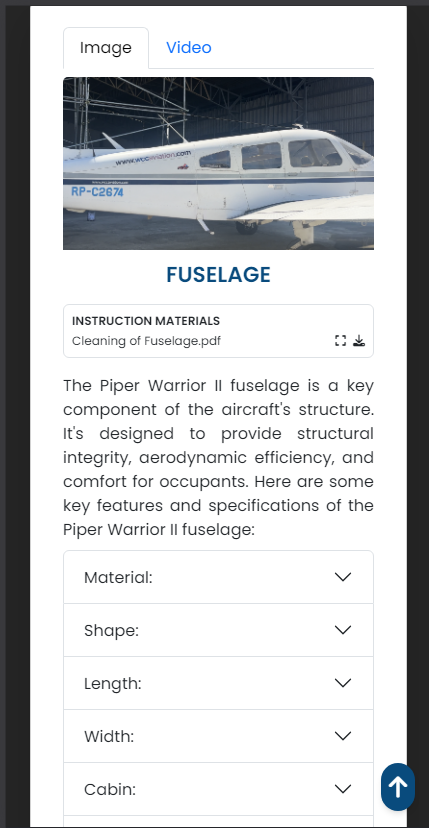 Image
Video
www.wccaviation.com
RP-C2674
FUSELAGE
INSTRUCTION MATERIALS
Cleaning of Fuselage.pdf
The Piper Warrior II fuselage is a key
component of the aircraft's structure.
It's designed to provide structural
integrity, aerodynamic efficiency, and
comfort for occupants. Here are some
key features and specifications of the
Piper Warrior II fuselage:
Material:
Shape:
Length:
Width:
Cabin: